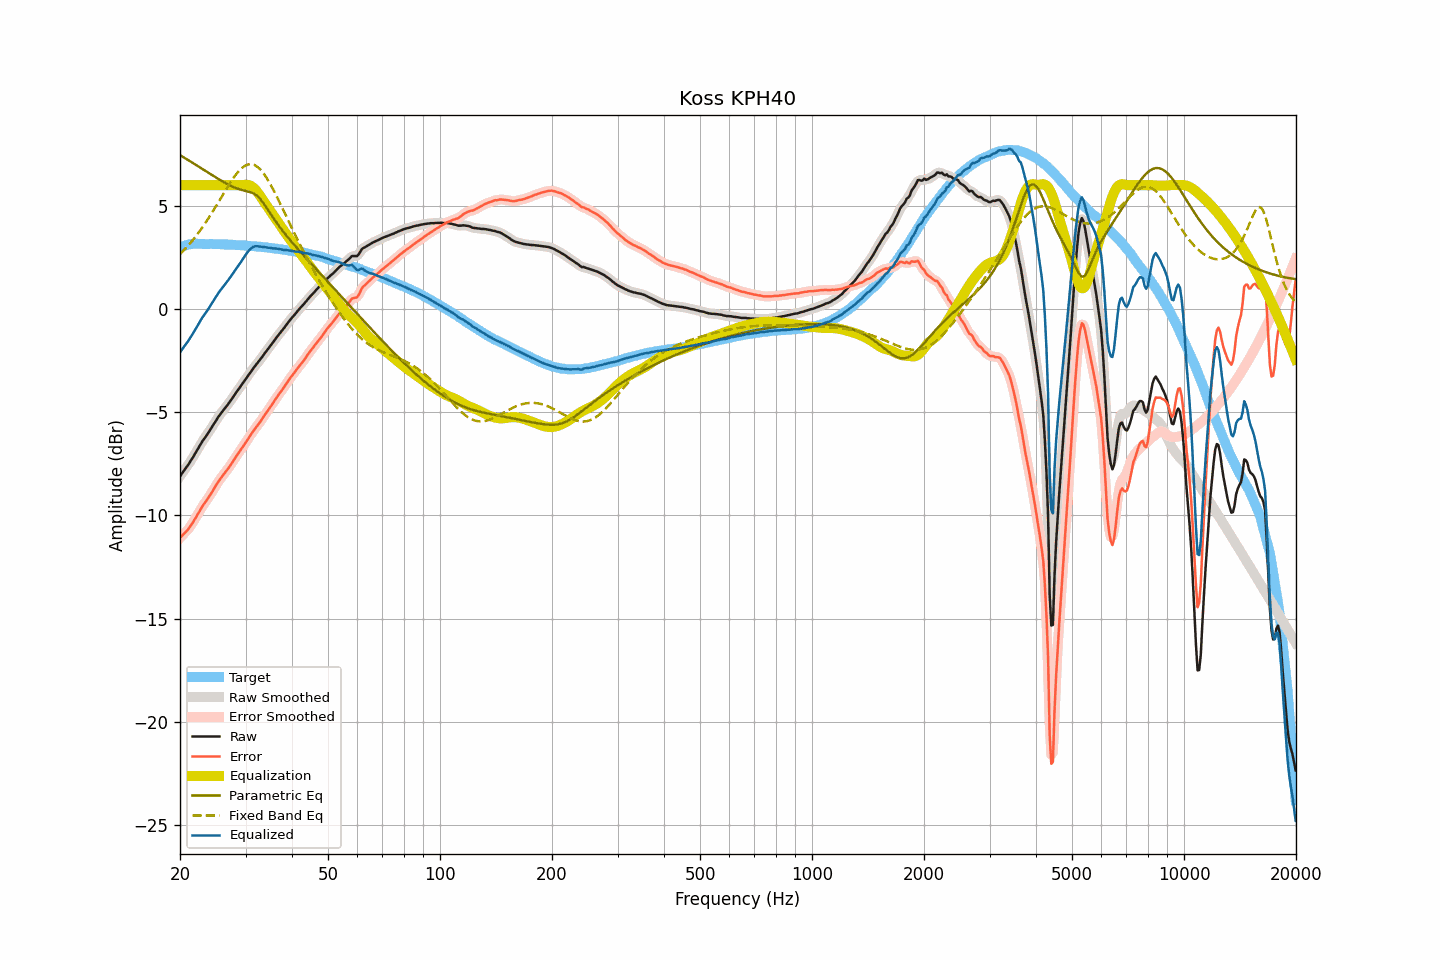 Koss KPH40
Amplitude (dBr)
5
0
−5
−10
−15
−20
−25
Target
Raw Smoothed
Error Smoothed
Raw
Error
Equalization
Parametric Eq
Fixed Band Eq
Equalized
20 50 100 200 500 1000 2000 5000 10000 20000
Frequency (Hz)